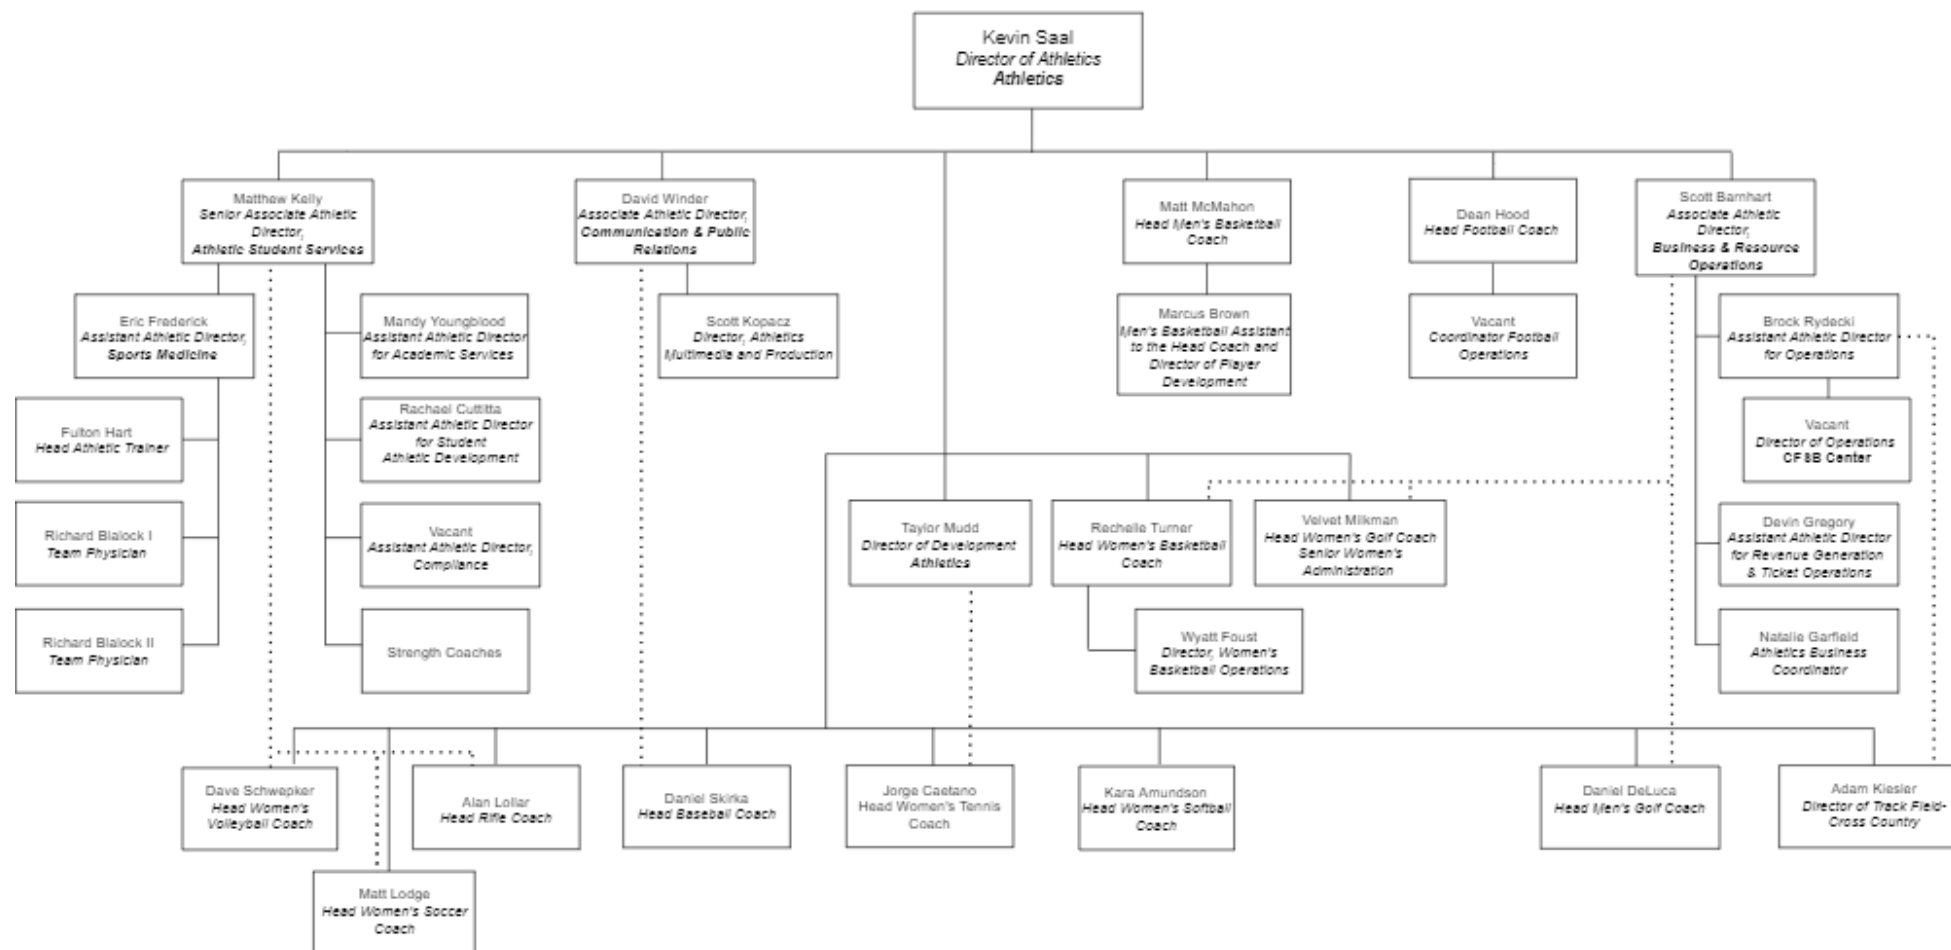 Kevin Saal
Director of Athletics
Athletics
Matthew Kelly
Senior Associate Athletic
Director,
Athletic Student Services
David Winder
Associate Athletic Director,
Communication & Public
Relations
Matt McMahon
Head Men's Basketball
Coach
Dean Hood
Head Football Coach
Scott Barnhart
Associate Athletic
Director,
Business & Resource
Operations
Eric Frederick
Assistant Athletic Director,
Sports Medicine
Mandy Youngblood
Assistant Athletic Director
for Academic Services
Scott Kopacz
Director, Athletics
Multimedia and Production
Marcus Brown
Men's Basketball Assistant
to the Head Coach and
Director of Player
Development
Vacant
Coordinator Football
Operations
Brock Rydecki
Assistant Athletic Director
for Operations
Fulton Hart
Head Athletic Trainer
Rachael Cuttitta
Assistant Athletic Director
for Student
Athletic Development
Vacant
Director of Operations
CFSB Center
Richard Blalock I
Team Physician
Vacant
Assistant Athletic Director,
Compliance
Taylor Mudd
Director of Development
Athletics
Rechelle Turner
Head Women's Basketball
Coach
Velvet Milkman
Head Women's Golf Coach
Senior Women's
Administration
Devin Gregory
Assistant Athletic Director
for Revenue Generation
& Ticket Operations
Richard Blalock II
Team Physician
Strength Coaches
Wyatt Foust
Director, Women's
Basketball Operations
Natalie Garfield
Athletics Business
Coordinator
Dave Schwepker
Head Women's
Volleyball Coach
Alan Lollar
Head Rifle Coach
Daniel Skirka
Head Baseball Coach
Jorge Caetano
Head Women's Tennis
Coach
Kara Amundson
Head Women's Softball
Coach
Daniel DeLuca
Head Men's Golf Coach
Adam Kiesler
Director of Track Field-
Cross Country
Matt Lodge
Head Women's Soccer
Coach